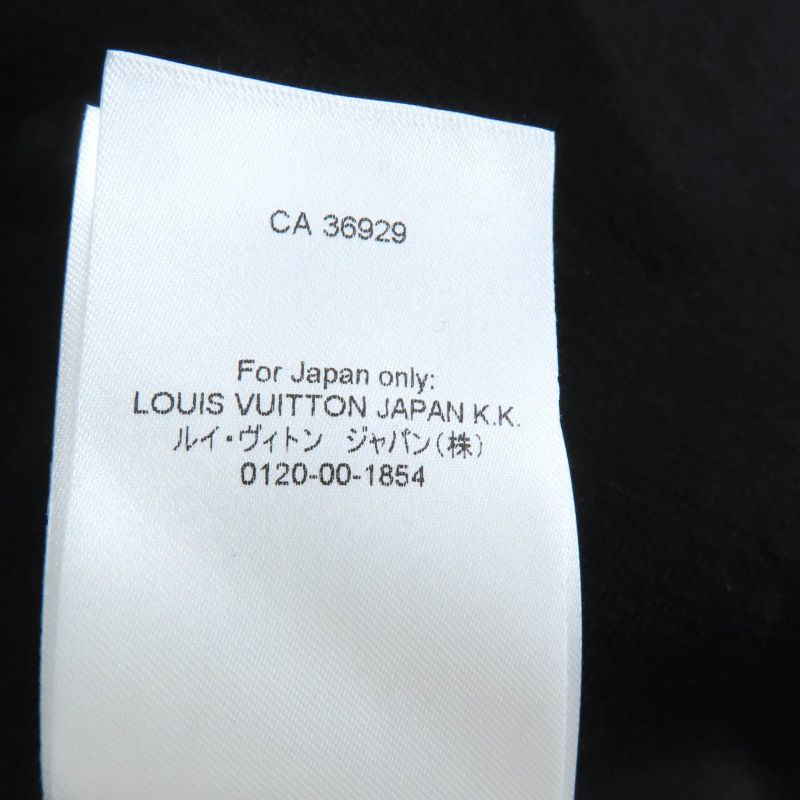 CA 36929
For Japan only:
LOUIS VUITTON JAPAN K.K.
ルイ・ヴィトン ジャパン(株)
0120-00-1854